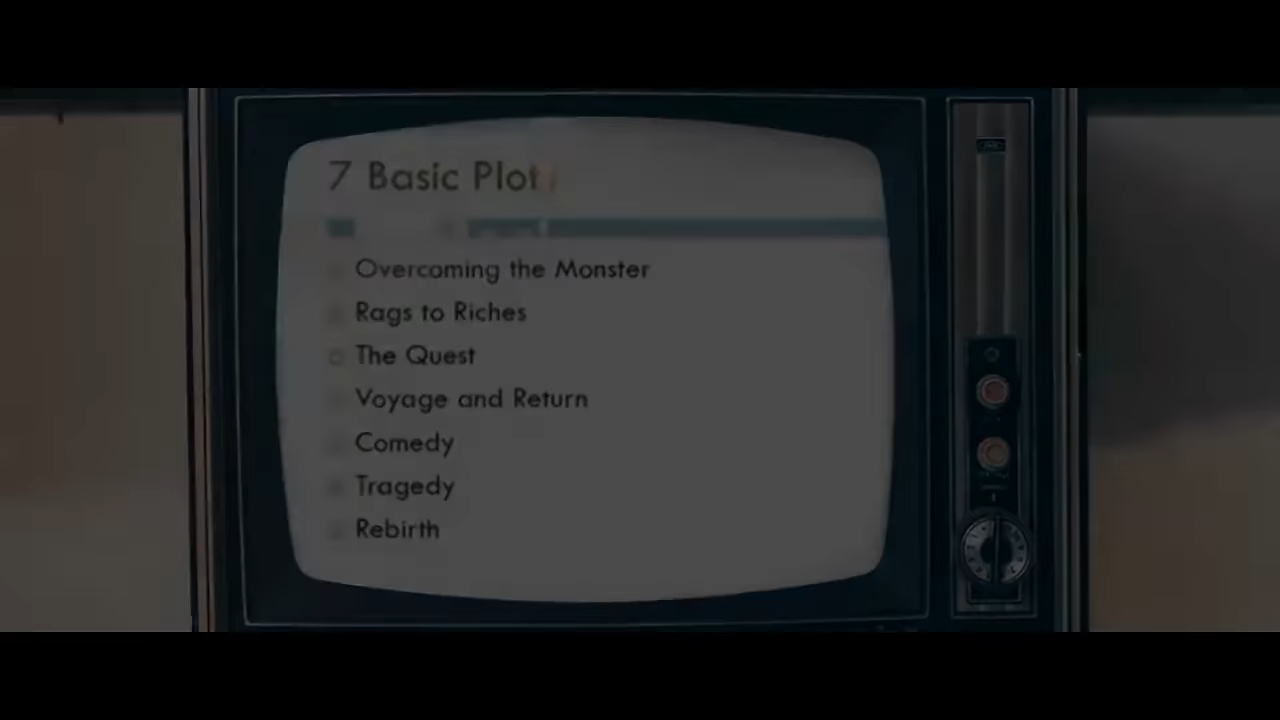 7 Basic Plot
Overcoming the Monster
Rags to Riches
The Quest
Voyage and Return
Comedy
Tragedy
Rebirth